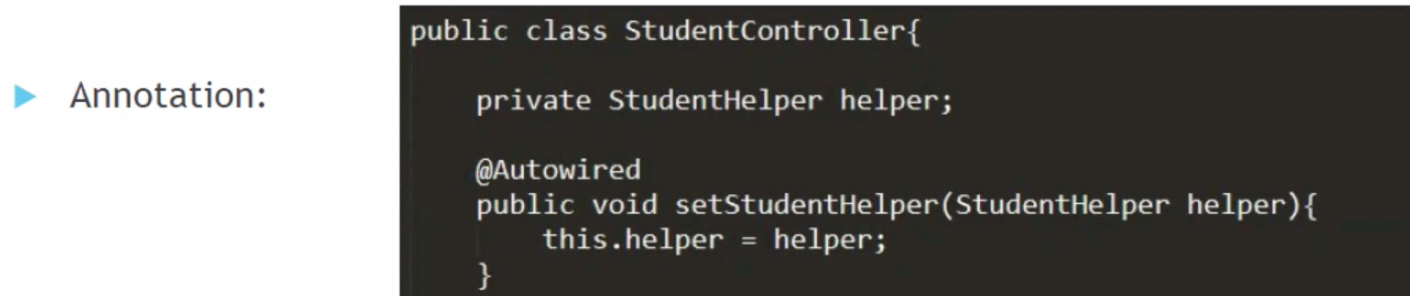 public class StudentController{
Annotation:
private StudentHelper helper;
@Autowired
public void setStudentHelper(StudentHelper helper){
this.helper = helper;
}